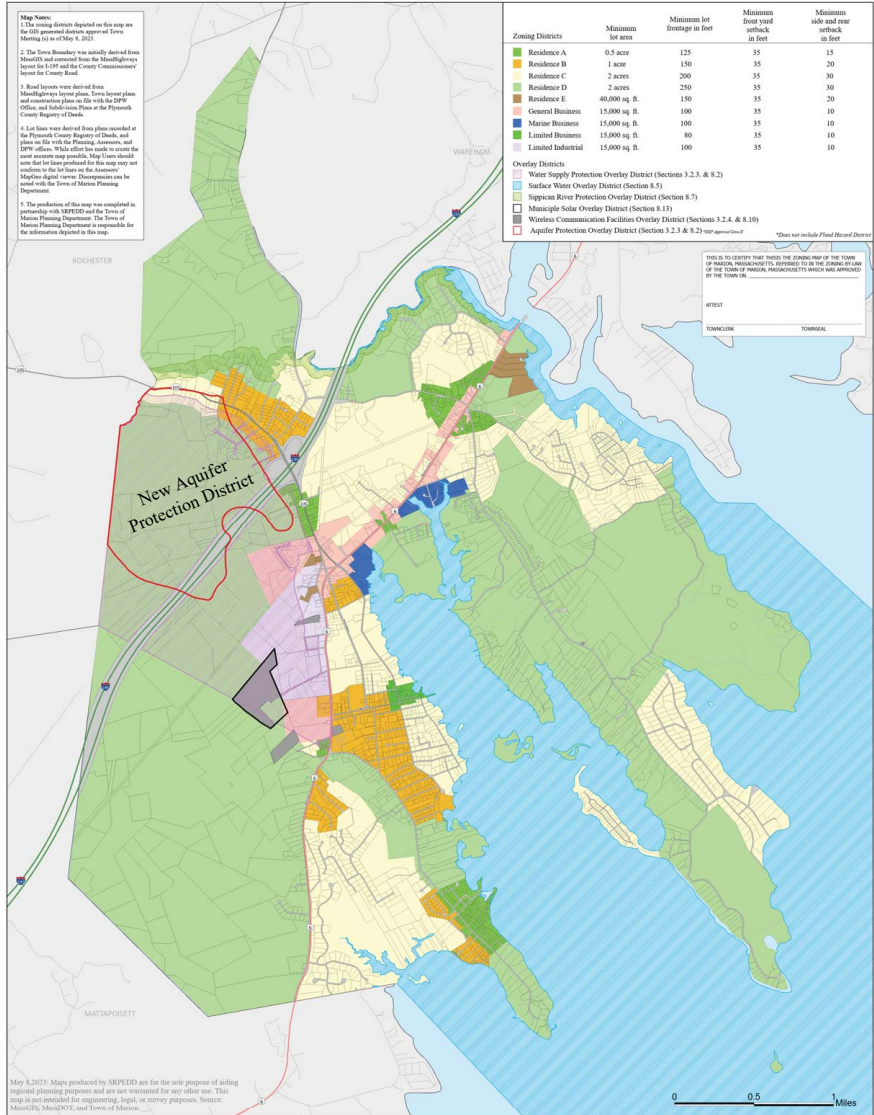 Map Notes:
1.The zoning districts depicted on this map are
the GIS generated districts approved Town
Meeting (s) as of May 8, 2023.
2. The Town Boundary was initially derived from
MassGIS and corrected from the MassHighways
layout for I-195 and the County Commissioners'
layout for County Road.
3. Road layouts were derived from
MassHighway layout plans, Town layout plans
and construction plans on file with the DPW
Office, and Subdivision Plans at the Plymouth
County Registry of Deeds.
4. Lot lines were derived from plans recorded at
the Plymouth County Registry of Deeds, and
plans on file with the Planning, Assessors, and
DPW offices. While effort has made to create the
most accurate map possible, Map Users should
note that lot lines produced for this map may not
conform to the lot lines on the Assessors'
MapGeo digital viewer. Discrepancies can be
noted with the Town of Marion Planning
Department.
5. The production of this map was completed in
partnership with SRPEDD and the Town of
Marion Planning Department. The Town of
Marion Planning Department is responsible for
the information depicted in this map.
Zoning Districts
Minimum
lot area
Minimum lot
frontage in feet
Minimum
front yard
setback
in feet
Minimum
side and rear
setback
in feet
Residence A 0.5 acre 125 35 15
Residence B 1 acre 150 35 20
Residence C 2 acres 200 35 30
Residence D 2 acres 250 35 30
Residence E 40,000 sq. ft. 150 35 20
General Business 15,000 sq. ft. 100 35 10
Marine Business 15,000 sq. ft. 100 35 10
Limited Business 15,000 sq. ft. 80 35 10
Limited Industrial 15,000 sq. ft. 100 35 10
Overlay Districts
Water Supply Protection Overlay District (Sections 3.2.3. & 8.2)
Surface Water Overlay District (Section 8.5)
Sippican River Protection Overlay District (Section 8.7)
Municiple Solar Overlay District (Section 8.13)
Wireless Communication Facilities Overlay District (Sections 3.2.4. & 8.10)
Aquifer Protection Overlay District (Section 3.2.3 & 8.2) *DEP Approved Zone II
*Does not include Flood Hazard District
THIS IS TO CERTIFY THAT THISIS THE ZONING MAP OF THE TOWN
OF MARION, MASSACHUSETTS. REFERRED TO IN THE ZONING BY-LAW
OF THE TOWN OF MARION, MASSACHUSETTS WHICH WAS APPROVED
BY THE TOWN ON.
ATTEST
TOWNCLERK TOWNSEAL
WAREHAM
ROCHESTER
6
105
105
6
New Aquifer
Protection District
105
6
6
6
6
MATTAPOISETT
6
May 8,2023: Maps produced by SRPEDD are for the sole purpose of aiding
regional planning purposes and are not warranted for any other use. This
map is not intended for engineering, legal, or survey purposes. Source:
MassGIS, MassDOT, and Town of Marion
0 0.5 1
Miles